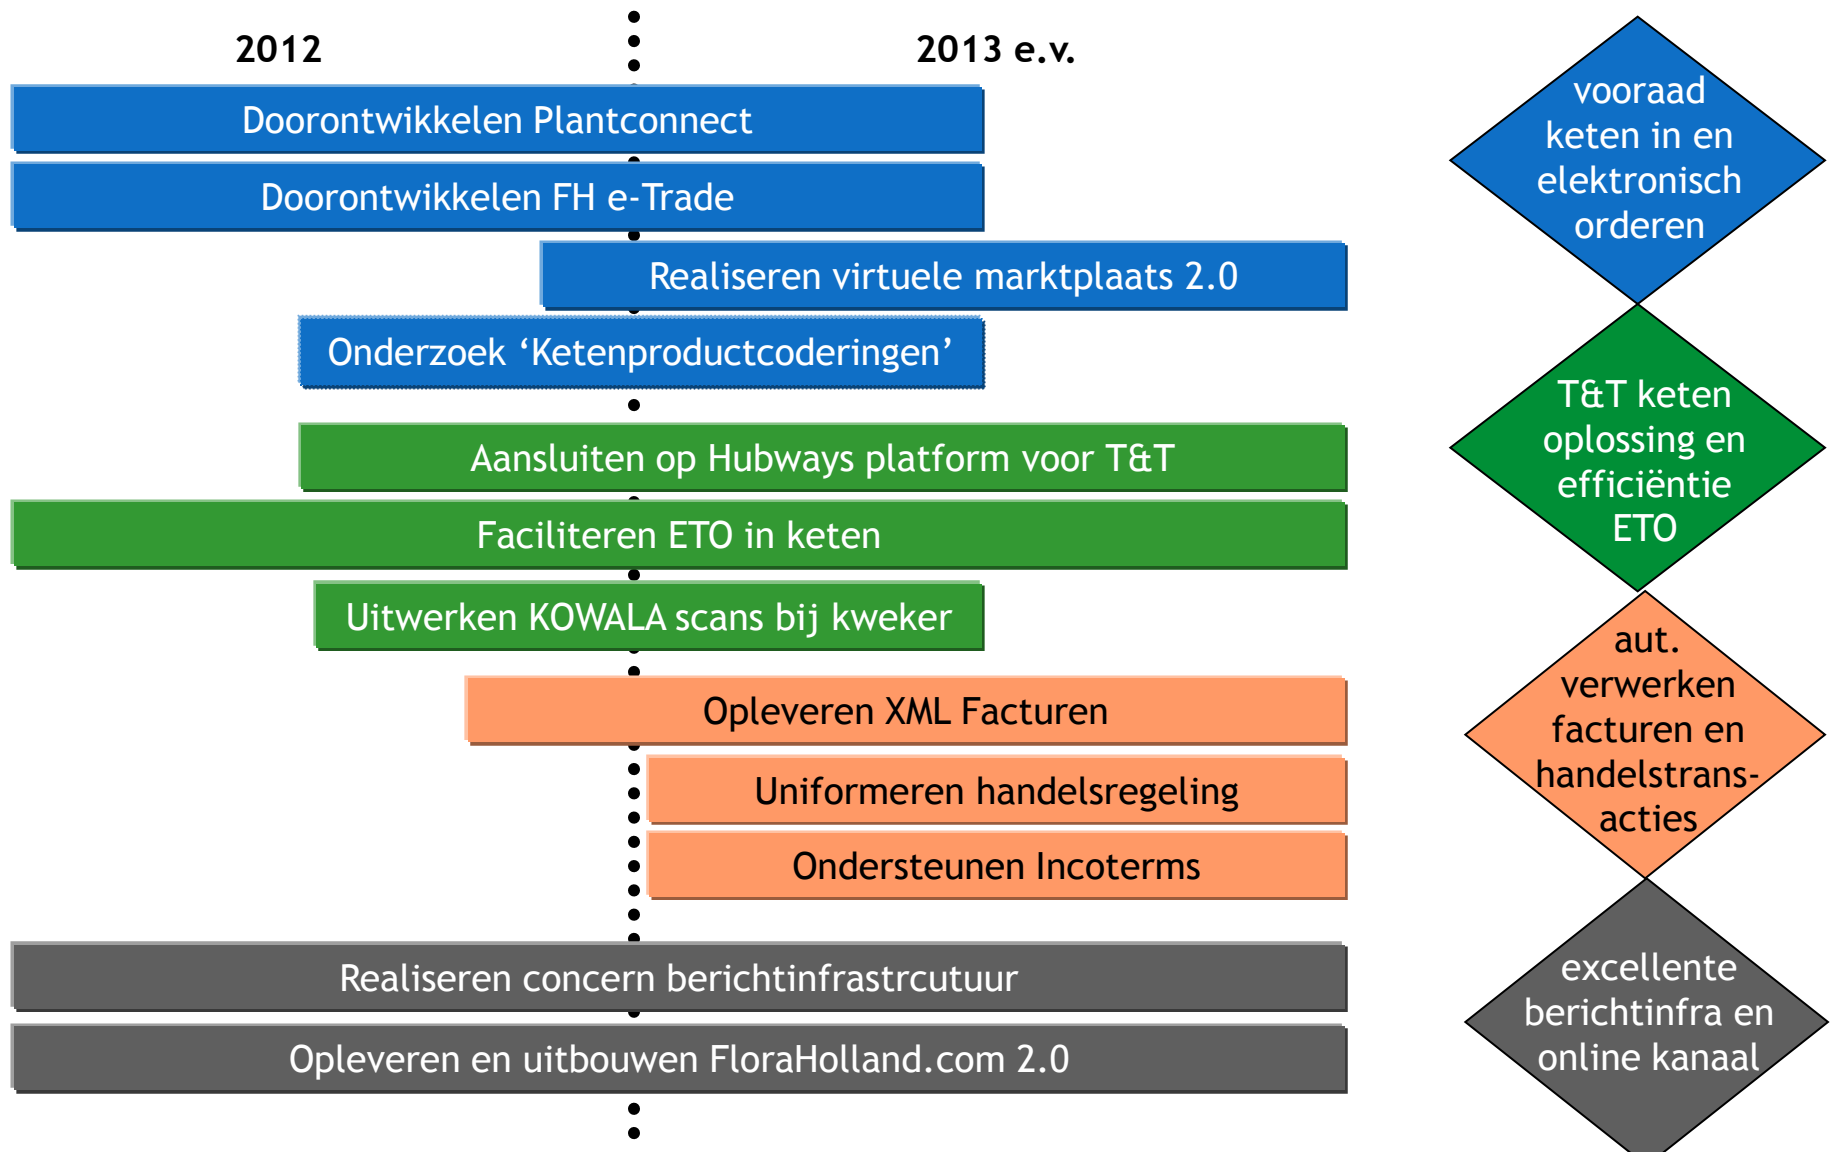 2012
2013 e.v.
Doorontwikkelen Plantconnect
Doorontwikkelen FH e-Trade
Realiseren virtuele marktplaats 2.0
Onderzoek ‘Ketenproductcoderingen’
Aansluiten op Hubways platform voor T&T
Faciliteren ETO in keten
Uitwerken KOWALA scans bij kweker
Opleveren XML Facturen
Uniformeren handelsregeling
Ondersteunen Incoterms
Realiseren concern berichtinfrastrcutuur
Opleveren en uitbouwen FloraHolland.com 2.0
vooraad
keten in en
elektronisch
orderen
T&T keten
oplossing en
efficiëntie
ETO
aut.
verwerken
facturen en
handelstrans-
acties
excellente
berichtinfra en
online kanaal